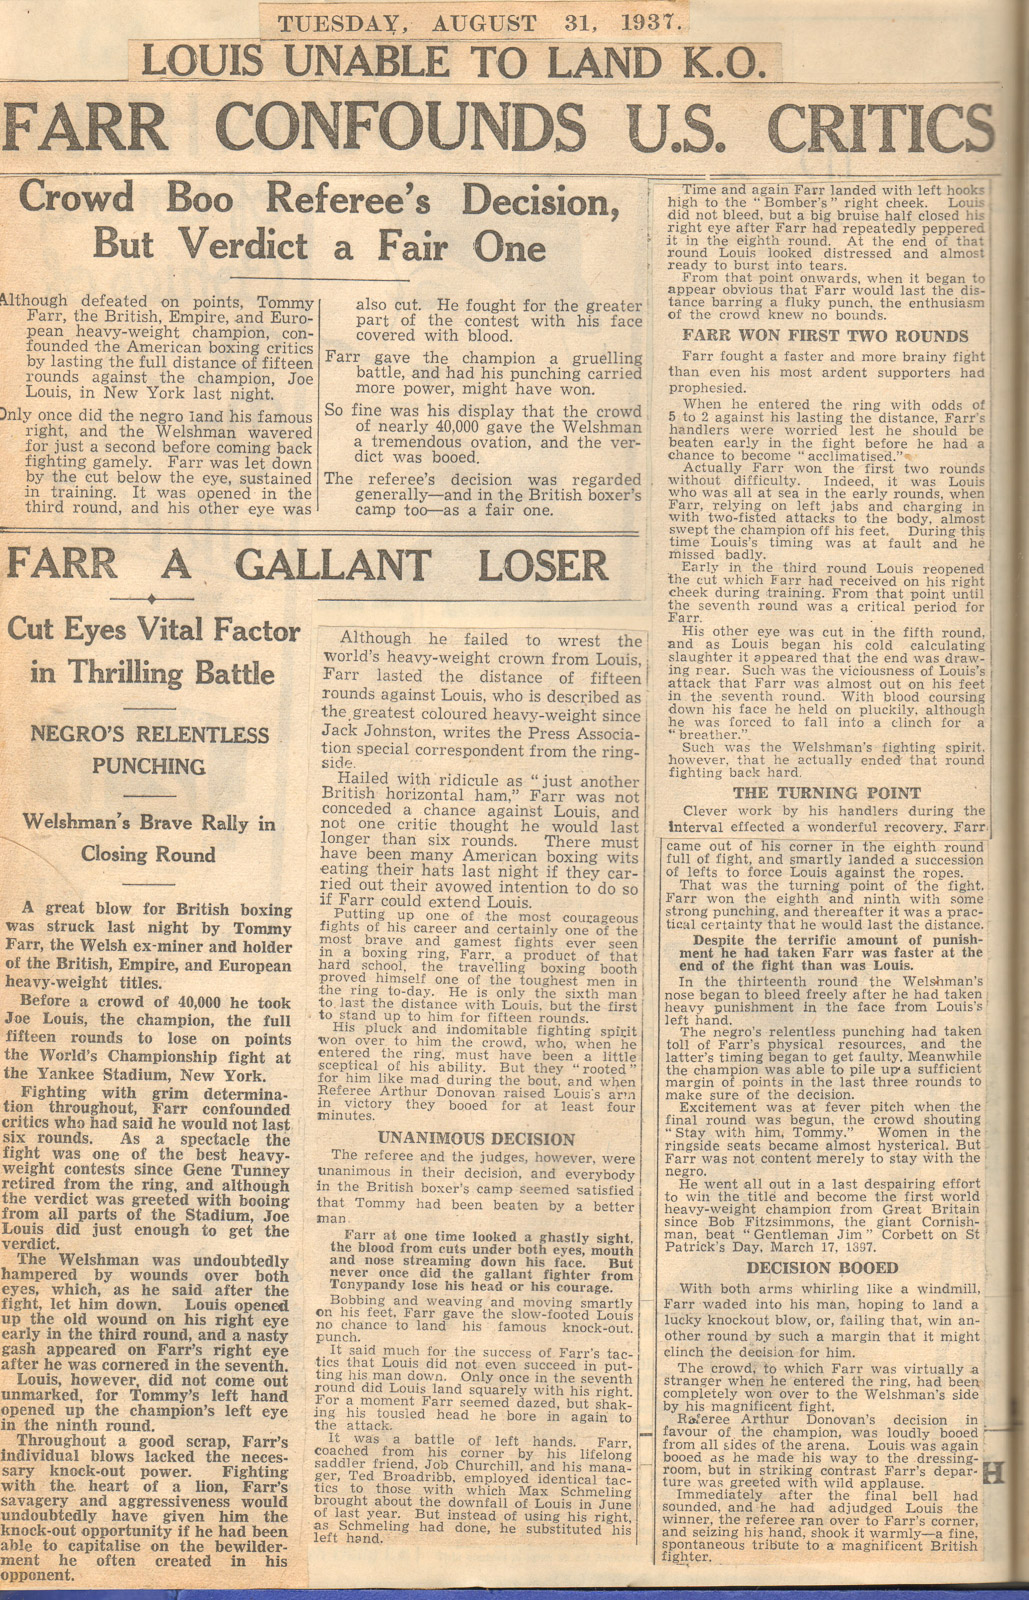 TUESDAY, AUGUST 31, 1937.
LOUIS UNABLE TO LAND K.O.
FARR CONFOUNDS U.S. CRITICS
Crowd Boo Referee's Decision,
But Verdict a Fair One
Although defeated on points, Tommy
Farr, the British, Empire, and Euro-
pean heavy-weight champion, con-
founded the American boxing critics
by lasting the full distance of fifteen
rounds against the champion, Joe
Louis, in New York last night.
Only once did the negro land his famous
right, and the Welshman wavered
for just a second before coming back
fighting gamely. Farr was let down
by the cut below the eye, sustained
in training. It was opened in the
third round, and his other eye was
also cut. He fought for the greater
part of the contest with his face
covered with blood.
Farr gave the champion a gruelling
battle, and had his punching carried
more power, might have won.
So fine was his display that the crowd
of nearly 40,000 gave the Welshman
a tremendous ovation, and the ver-
dict was booed.
The referee's decision was regarded
generally—and in the British boxer's
camp too—as a fair one.
FARR A GALLANT LOSER
Cut Eyes Vital Factor
in Thrilling Battle
NEGRO'S RELENTLESS
PUNCHING
Welshman's Brave Rally in
Closing Round
A great blow for British boxing
was struck last night by Tommy
Farr, the Welsh ex-miner and holder
of the British, Empire, and European
heavy-weight titles.
Before a crowd of 40,000 he took
Joe Louis, the champion, the full
fifteen rounds to lose on points
the World's Championship fight at
the Yankee Stadium, New York.
Fighting with grim determina-
tion throughout, Farr confounded
critics who had said he would not last
six rounds. As a spectacle the
fight was one of the best heavy-
weight contests since Gene Tunney
retired from the ring, and although
the verdict was greeted with booing
from all parts of the Stadium, Joe
Louis did just enough to get the
verdict.
The Welshman was undoubtedly
hampered by wounds over both
eyes, which, as he said after the
fight, let him down. Louis opened
up the old wound on his right eye
early in the third round, and a nasty
gash appeared on Farr's right eye
after he was cornered in the seventh.
Louis, however, did not come out
unmarked, for Tommy's left hand
opened up the champion's left eye
in the ninth round.
Throughout a good scrap, Farr's
individual blows lacked the neces-
sary knock-out power. Fighting
with the heart of a lion, Farr's
savagery and aggressiveness would
undoubtedly have given him the
knock-out opportunity if he had been
able to capitalise on the bewilder-
ment he often created in his
opponent.
Although he failed to wrest the
world's heavy-weight crown from Louis,
Farr lasted the distance of fifteen
rounds against Louis, who is described as
the greatest coloured heavy-weight since
Jack Johnston, writes the Press Associa-
tion special correspondent from the ring-
side.
Hailed with ridicule as "just another
British horizontal ham," Farr was not
conceded a chance against Louis, and
not one critic thought he would last
longer than six rounds. There must
have been many American boxing wits
eating their hats last night if they car-
ried out their avowed intention to do so
if Farr could extend Louis.
Putting up one of the most courageous
fights of his career and certainly one of the
most brave and gamest fights ever seen
in a boxing ring, Farr, a product of that
hard school, the travelling boxing booth
proved himself one of the toughest men in
the ring to-day. He is only the sixth man
to last the distance with Louis, but the first
to stand up to him for fifteen rounds.
His pluck and indomitable fighting spirit
won over to him the crowd, who, when he
entered the ring, must have been a little
sceptical of his ability. But they "rooted"
for him like mad during the bout, and when
Referee Arthur Donovan raised Louis's arm
in victory they booed for at least four
minutes.
UNANIMOUS DECISION
The referee and the judges, however, were
unanimous in their decision, and everybody
in the British boxer's camp seemed satisfied
that Tommy had been beaten by a better
man.
Farr at one time looked a ghastly sight,
the blood from cuts under both eyes, mouth
and nose streaming down his face. But
never once did the gallant fighter from
Tonypandy lose his head or his courage.
Bobbing and weaving and moving smartly
on his feet, Farr gave the slow-footed Louis
no chance to land his famous knock-out
punch.
It said much for the success of Farr's tac-
tics that Louis did not even succeed in put-
ting his man down. Only once in the seventh
round did Louis land squarely with his right.
For a moment Farr seemed dazed, but shak-
ing his tousled head he bore in again to
the attack.
It was a battle of left hands. Farr,
coached from his corner by his lifelong
saddler friend, Job Churchill, and his mana-
ger, Ted Broadribb, employed identical tac-
tics to those with which Max Schmeling
brought about the downfall of Louis in June
of last year. But instead of using his right,
as Schmeling had done, he substituted his
left hand.
Time and again Farr landed with left hooks
high to the "Bomber's" right cheek. Louis
did not bleed, but a big bruise half closed his
right eye after Farr had repeatedly peppered
it in the eighth round. At the end of that
round Louis looked distressed and almost
ready to burst into tears.
From that point onwards, when it began to
appear obvious that Farr would last the dis-
tance barring a fluky punch, the enthusiasm
of the crowd knew no bounds.
FARR WON FIRST TWO ROUNDS
Farr fought a faster and more brainy fight
than even his most ardent supporters had
prophesied.
When he entered the ring with odds of
5 to 2 against his lasting the distance, Farr's
handlers were worried lest he should be
beaten early in the fight before he had a
chance to become "acclimatised."
Actually Farr won the first two rounds
without difficulty. Indeed, it was Louis
who was all at sea in the early rounds, when
Farr, relying on left jabs and charging in
with two-fisted attacks to the body, almost
swept the champion off his feet. During this
time Louis's timing was at fault and he
missed badly.
Early in the third round Louis reopened
the cut which Farr had received on his right
cheek during training. From that point until
the seventh round was a critical period for
Farr.
His other eye was cut in the fifth round,
and as Louis began his cold calculating
slaughter it appeared that the end was draw-
ing near. Such was the viciousness of Louis's
attack that Farr was almost out on his feet
in the seventh round. With blood coursing
down his face he held on pluckily, although
he was forced to fall into a clinch for a
"breather."
Such was the Welshman's fighting spirit,
however, that he actually ended that round
fighting back hard.
THE TURNING POINT
Clever work by his handlers during the
interval effected a wonderful recovery. Farr
came out of his corner in the eighth round
full of fight, and smartly landed a succession
of lefts to force Louis against the ropes.
That was the turning point of the fight.
Farr won the eighth and ninth with some
strong punching, and thereafter it was a prac-
tical certainty that he would last the distance.
Despite the terrific amount of punish-
ment he had taken Farr was faster at the
end of the fight than was Louis.
In the thirteenth round the Welshman's
nose began to bleed freely after he had taken
heavy punishment in the face from Louis's
left hand.
The negro's relentless punching had taken
toll of Farr's physical resources, and the
latter's timing began to get faulty. Meanwhile
the champion was able to pile up a sufficient
margin of points in the last three rounds to
make sure of the decision.
Excitement was at fever pitch when the
final round was begun, the crowd shouting
"Stay with him, Tommy." Women in the
ringside seats became almost hysterical. But
Farr was not content merely to stay with the
negro.
He went all out in a last despairing effort
to win the title and become the first world
heavy-weight champion from Great Britain
since Bob Fitzsimmons, the giant Cornish-
man, beat "Gentleman Jim" Corbett on St
Patrick's Day, March 17, 1897.
DECISION BOOED
With both arms whirling like a windmill,
Farr waded into his man, hoping to land a
lucky knockout blow, or, failing that, win an-
other round by such a margin that it might
clinch the decision for him.
The crowd, to which Farr was virtually a
stranger when he entered the ring, had been
completely won over to the Welshman's side
by his magnificent fight.
Referee Arthur Donovan's decision in
favour of the champion, was loudly booed
from all sides of the arena. Louis was again
booed as he made his way to the dressing-
room, but in striking contrast Farr's depar-
ture was greeted with wild applause.
Immediately after the final bell had
sounded, and he had adjudged Louis the
winner, the referee ran over to Farr's corner,
and seizing his hand, shook it warmly—a fine,
spontaneous tribute to a magnificent British
fighter.
H